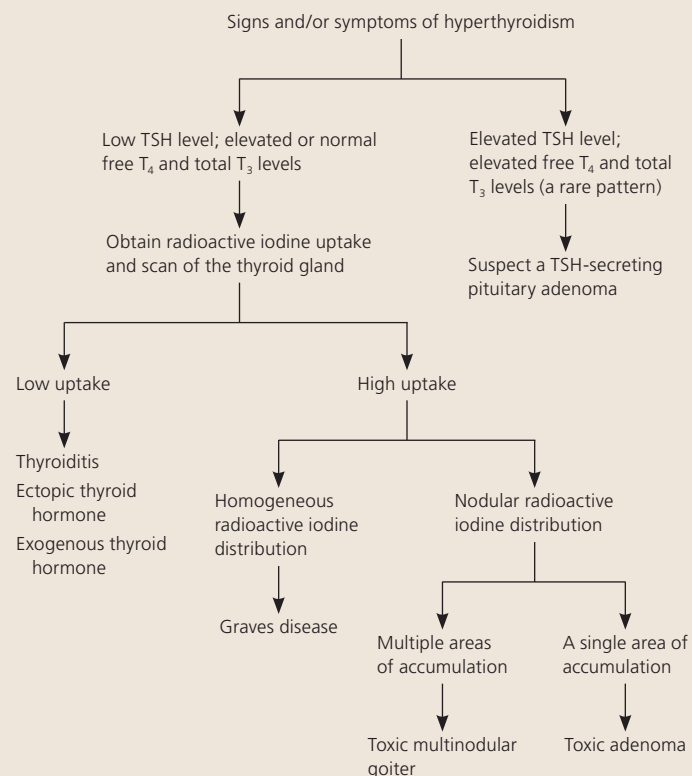 Signs and/or symptoms of hyperthyroidism
Low TSH level; elevated or normal
free T₄ and total T₃ levels
Elevated TSH level;
elevated free T₄ and total
T₃ levels (a rare pattern)
Obtain radioactive iodine uptake
and scan of the thyroid gland
Suspect a TSH-secreting
pituitary adenoma
Low uptake
High uptake
Thyroiditis
Ectopic thyroid
hormone
Exogenous thyroid
hormone
Homogeneous
radioactive iodine
distribution
Nodular radioactive
iodine distribution
Graves disease
Multiple areas
of accumulation
A single area of
accumulation
Toxic multinodular
goiter
Toxic adenoma